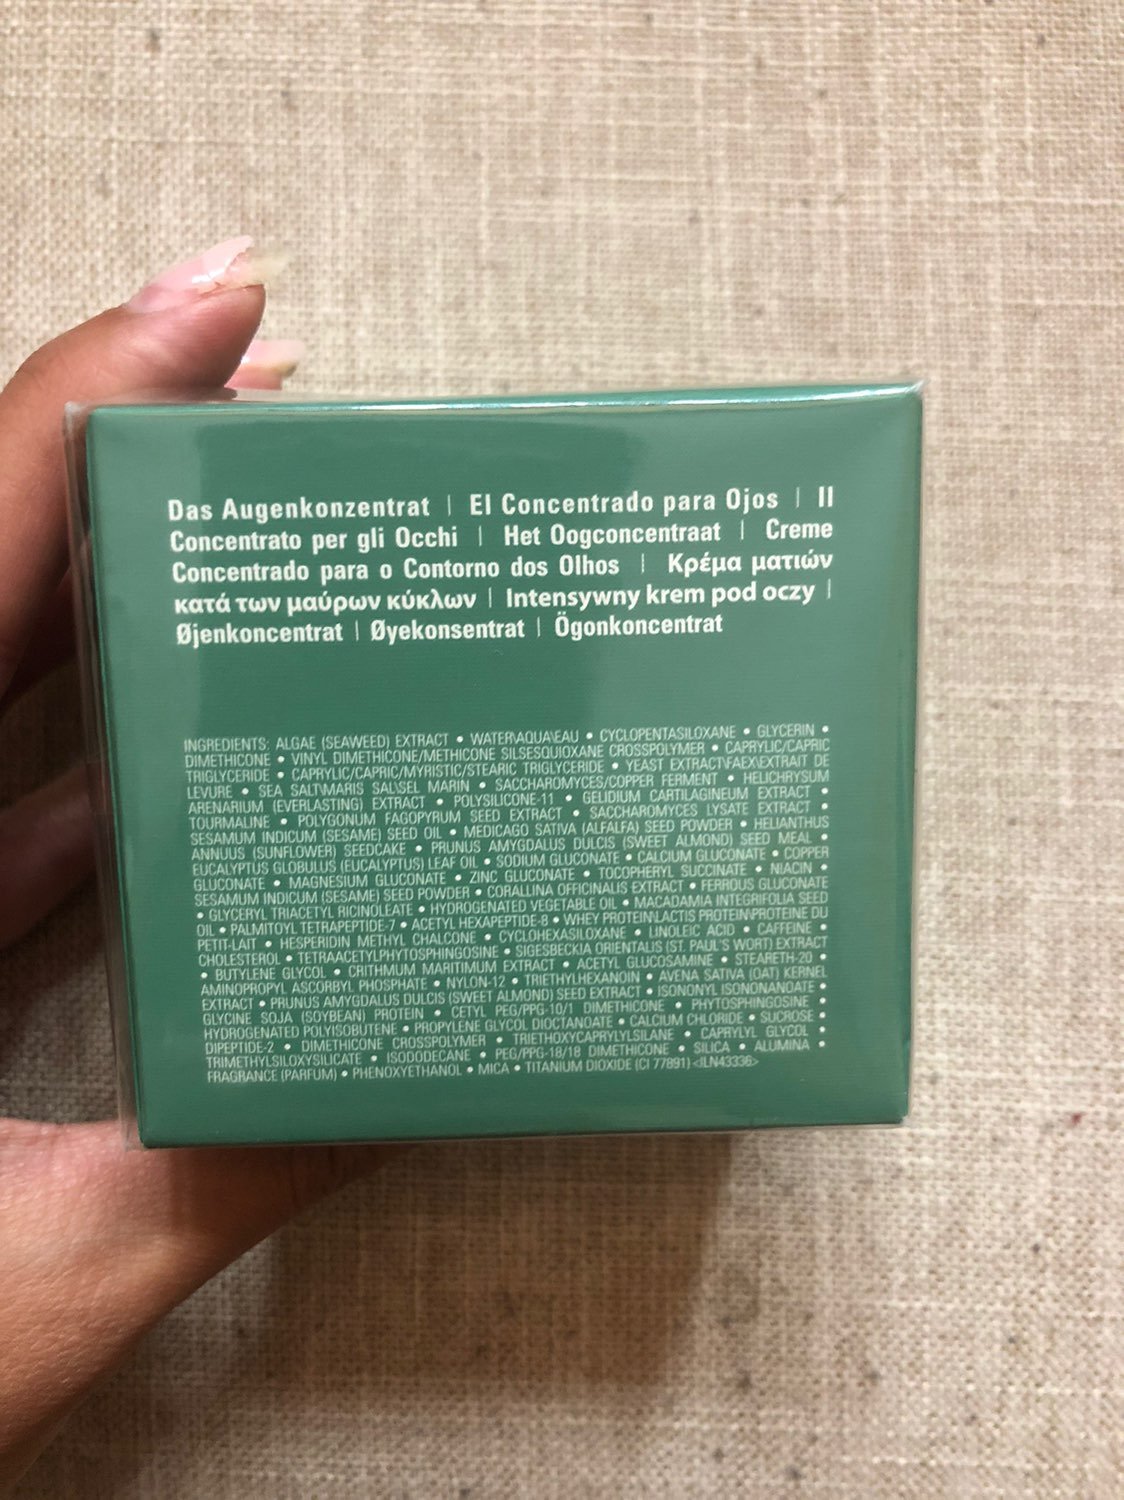 Das Augenkonzentrat | El Concentrado para Ojos | Il
Concentrato per gli Occhi | Het Oogconcentraat | Creme
Concentrado para o Contorno dos Olhos | Κρέμα ματιών
κατά των μαύρων κύκλων | Intensywny krem pod oczy |
Øjenkoncentrat | Øyekonsentrat | Ögonkoncentrat
INGREDIENTS: ALGAE (SEAWEED) EXTRACT • WATER\AQUA\EAU • CYCLOPENTASILOXANE • GLYCERIN •
DIMETHICONE • VINYL DIMETHICONE/METHICONE SILSESQUIOXANE CROSSPOLYMER • CAPRYLIC/CAPRIC
TRIGLYCERIDE • CAPRYLIC/CAPRIC/MYRISTIC/STEARIC TRIGLYCERIDE • YEAST EXTRACT\FAEX\EXTRAIT DE
LEVURE • SEA SALT\MARIS SAL\SEL MARIN • SACCHAROMYCES/COPPER FERMENT • HELICHRYSUM
ARENARIUM (EVERLASTING) EXTRACT • POLYSILICONE-11 • GELIDIUM CARTILAGINEUM EXTRACT •
TOURMALINE • POLYGONUM FAGOPYRUM SEED EXTRACT • SACCHAROMYCES LYSATE EXTRACT •
SESAMUM INDICUM (SESAME) SEED OIL • MEDICAGO SATIVA (ALFALFA) SEED POWDER • HELIANTHUS
ANNUUS (SUNFLOWER) SEEDCAKE • PRUNUS AMYGDALUS DULCIS (SWEET ALMOND) SEED MEAL •
EUCALYPTUS GLOBULUS (EUCALYPTUS) LEAF OIL • SODIUM GLUCONATE • CALCIUM GLUCONATE • COPPER
GLUCONATE • MAGNESIUM GLUCONATE • ZINC GLUCONATE • TOCOPHERYL SUCCINATE • NIACIN •
SESAMUM INDICUM (SESAME) SEED POWDER • CORALLINA OFFICINALIS EXTRACT • FERROUS GLUCONATE
• GLYCERYL TRIACETYL RICINOLEATE • HYDROGENATED VEGETABLE OIL • MACADAMIA INTEGRIFOLIA SEED
OIL • PALMITOYL TETRAPEPTIDE-7 • ACETYL HEXAPEPTIDE-8 • WHEY PROTEIN\LACTIS PROTEIN\PROTEINE DU
PETIT-LAIT • HESPERIDIN METHYL CHALCONE • CYCLOHEXASILOXANE • LINOLEIC ACID • CAFFEINE •
CHOLESTEROL • TETRAACETYLPHYTOSPHINGOSINE • SIGESBECKIA ORIENTALIS (ST. PAUL'S WORT) EXTRACT
• BUTYLENE GLYCOL • CRITHMUM MARITIMUM EXTRACT • ACETYL GLUCOSAMINE • STEARETH-20 •
AMINOPROPYL ASCORBYL PHOSPHATE • NYLON-12 • TRIETHYLHEXANOIN • AVENA SATIVA (OAT) KERNEL
EXTRACT • PRUNUS AMYGDALUS DULCIS (SWEET ALMOND) SEED EXTRACT • ISONONYL ISONONANOATE •
GLYCINE SOJA (SOYBEAN) PROTEIN • CETYL PEG/PPG-10/1 DIMETHICONE • PHYTOSPHINGOSINE •
HYDROGENATED POLYISOBUTENE • PROPYLENE GLYCOL DIOCTANOATE • CALCIUM CHLORIDE • SUCROSE •
DIPEPTIDE-2 • DIMETHICONE CROSSPOLYMER • TRIETHOXYCAPRYLYLSILANE • CAPRYLYL GLYCOL •
TRIMETHYLSILOXYSILICATE • ISODODECANE • PEG/PPG-18/18 DIMETHICONE • SILICA • ALUMINA •
FRAGRANCE (PARFUM) • PHENOXYETHANOL • MICA • TITANIUM DIOXIDE (CI 77891) <ILN43336>